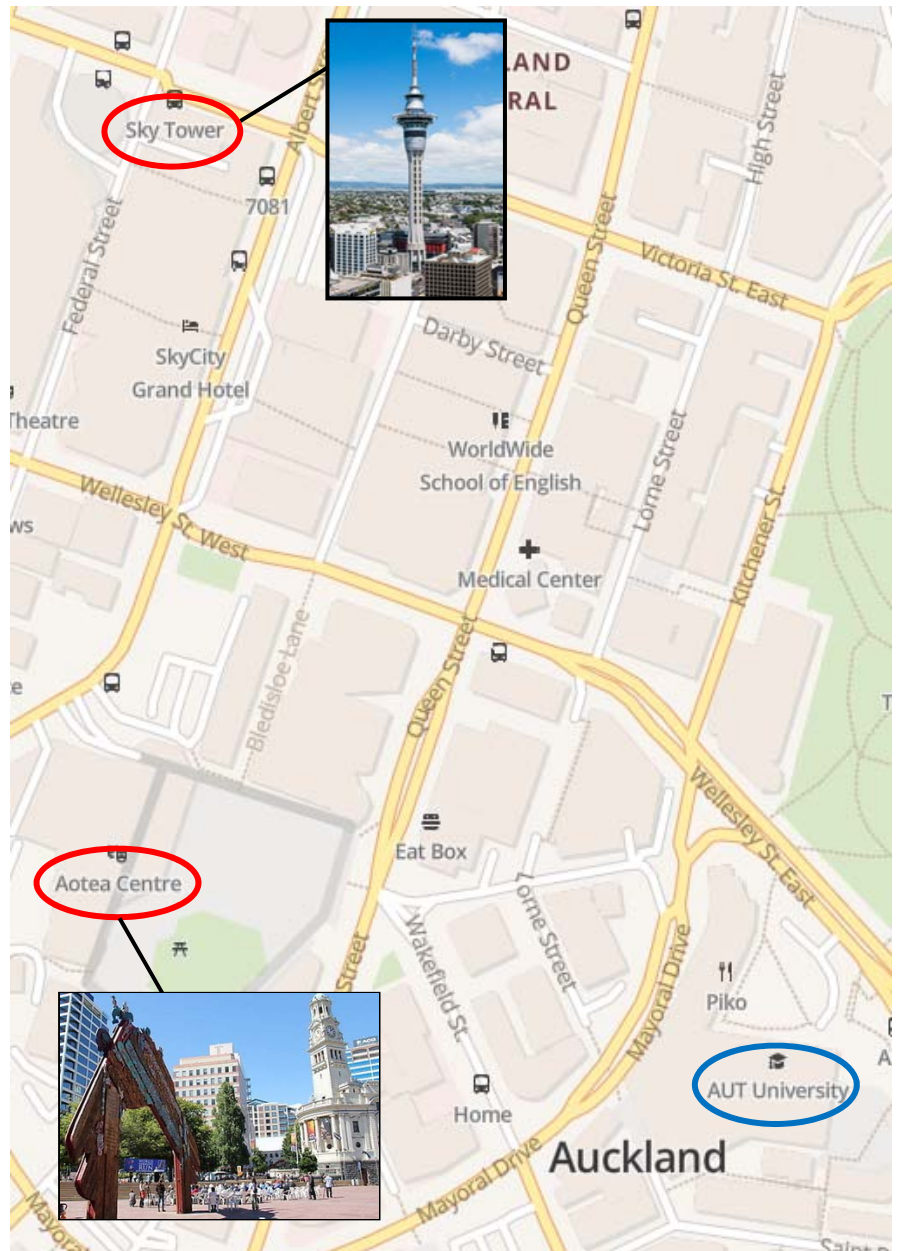 LAND
RAL
Sky Tower
Albert Stre
High Street
7081
Federal Street
Queen Street
Victoria St. East
Darby Street
SkyCity
Grand Hotel
Theatre
WorldWide
School of English
Lorne Street
Wellesley St. West
ws
Kitchener St.
Medical Center
Bledisloe Lane
Queen Street
Wellesley St. East
Eat Box
Aotea Centre
Lorne Street
Wakefield St.
Street
Mayoral Drive
Piko
AUT University
Home
Auckland
Mayoral Drive
Mayoral